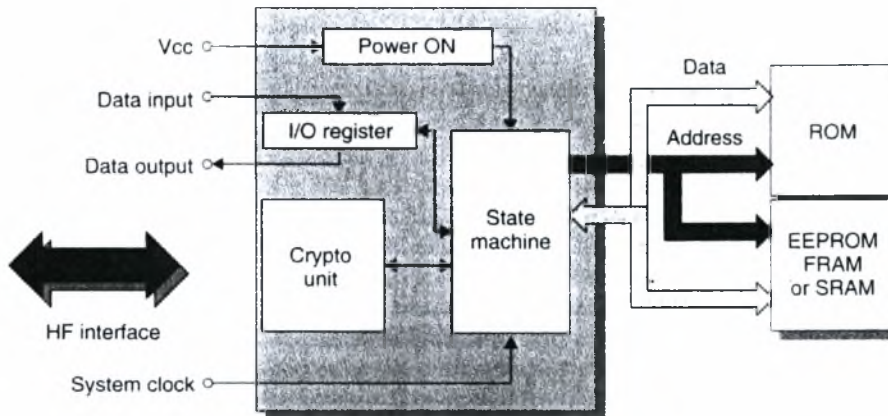 Vcc
Power ON
Data input
I/O register
Data output
Crypto
unit
State
machine
Data
Address
ROM
EEPROM
FRAM
or SRAM
HF interface
System clock